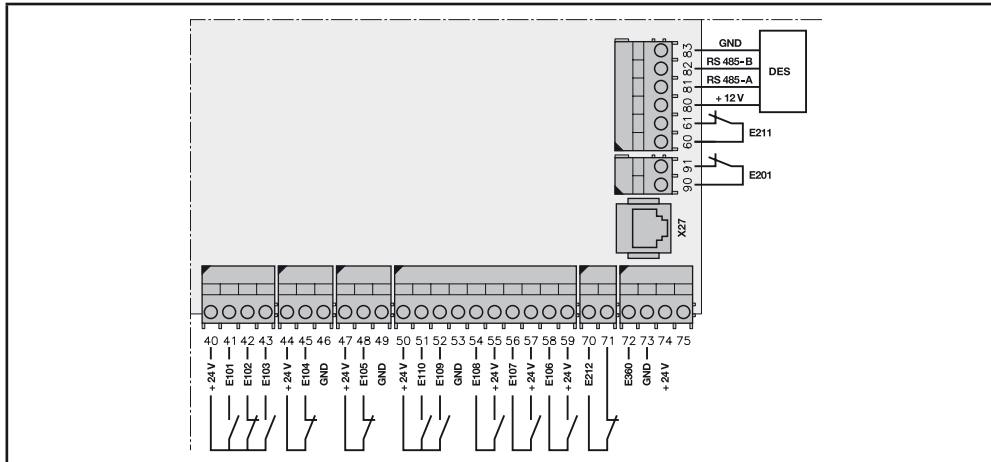 83 GND
82 RS 485-B
81 RS 485-A
80 + 12 V
DES
61
60
E211
91
90
E201
X27
40 41 42 43 44 45 46 47 48 49 50 51 52 53 54 55 56 57 58 59 70 71 72 73 74 75
+ 24 V E101 E102 E103 + 24 V E104 GND + 24 V E105 GND + 24 V E110 E109 GND E108 + 24 V E107 + 24 V E106 + 24 V E212 E360 GND + 24 V